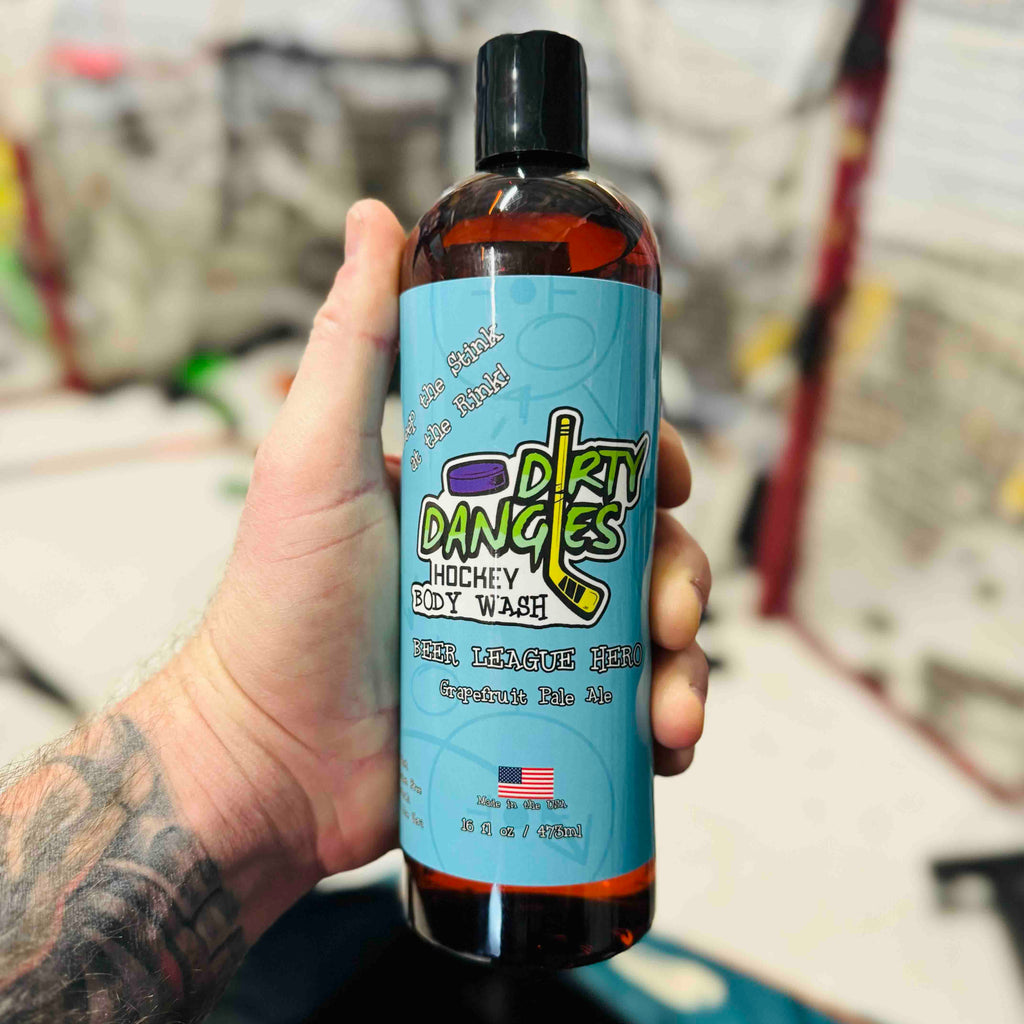 the Stink
at the Rink!
DIRTY
DANGLES
HOCKEY
BODY WASH
BEER LEAGUE HERO
Grapefruit Pale Ale
Made in the USA
16 fl oz / 473ml